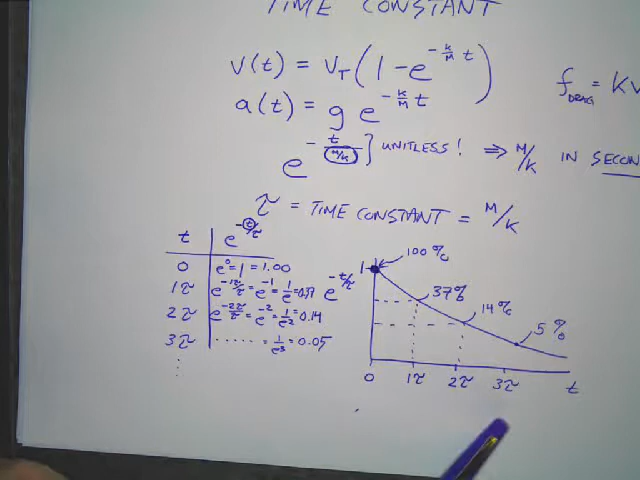 TIME CONSTANT
v(t) = V_T (1 - e^{-k/m t})
f_DRAG = Kv
a(t) = g e^{-k/m t}
e^{-t/(M/K)} } UNITLESS! ⇒ M/K IN SECON
τ = TIME CONSTANT = M/K
t | e^{-t/τ}
0 | e^0 = 1 = 1.00
1τ | e^{-1τ/τ} = e^{-1} = 1/e = 0.37
2τ | e^{-2τ/τ} = e^{-2} = 1/e^2 = 0.14
3τ | ...... = 1/e^3 = 0.05
e^{-t/τ}
1
100%
37%
14%
5%
0 1τ 2τ 3τ t